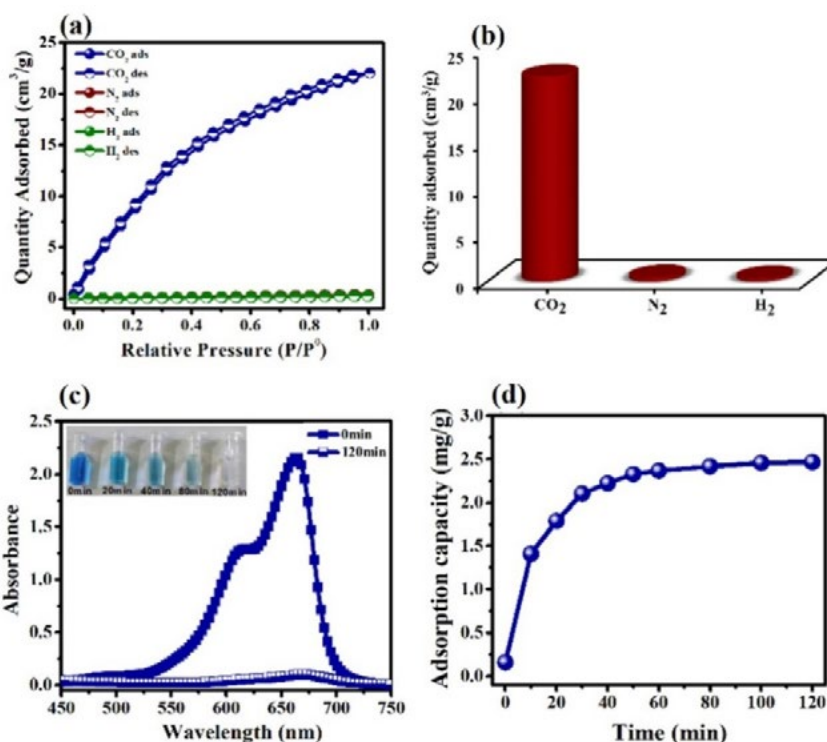 (a)
Quantity Adsorbed (cm³/g)
25
20
15
10
5
0
CO₂ ads
CO₂ des
N₂ ads
N₂ des
H₂ ads
H₂ des
0.0 0.2 0.4 0.6 0.8 1.0
Relative Pressure (P/P⁰)
(b)
Quantity adsorbed (cm³/g)
25
20
15
10
5
0
CO₂ N₂ H₂
(c)
Absorbance
2.5
2.0
1.5
1.0
0.5
0.0
0min 20min 40min 80min 120min
0min
120min
450 500 550 600 650 700 750
Wavelength (nm)
(d)
Adsorption capacity (mg/g)
3.0
2.5
2.0
1.5
1.0
0.5
0.0
0 20 40 60 80 100 120
Time (min)